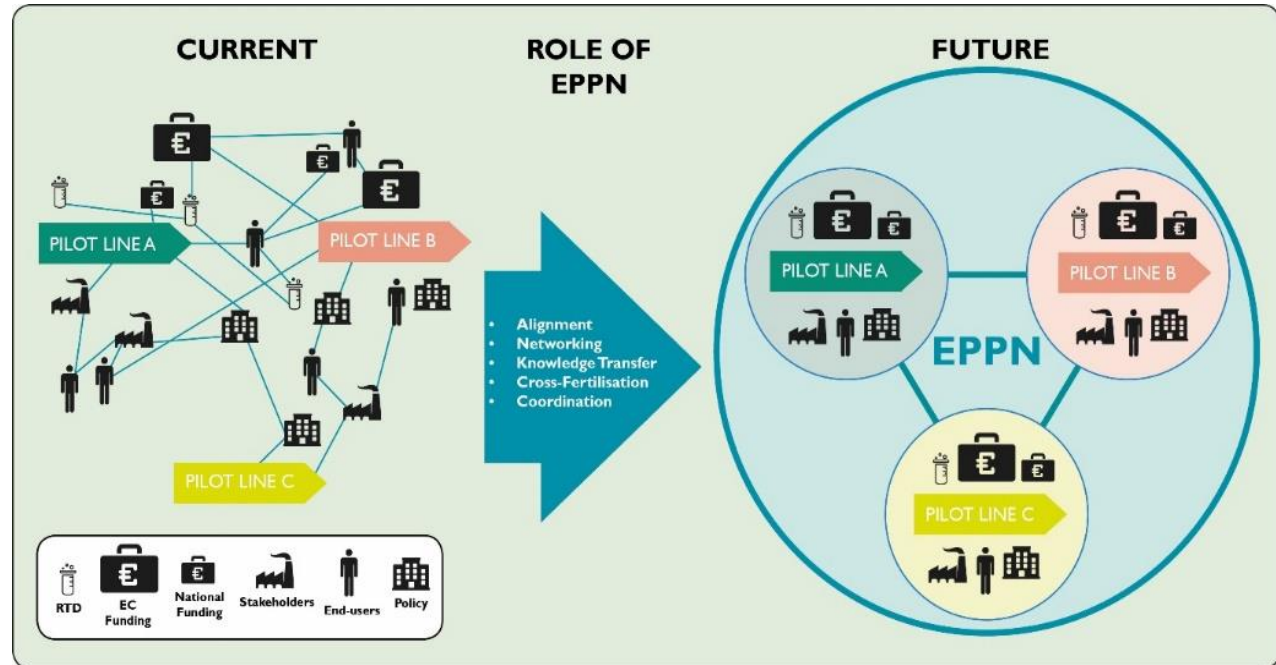 CURRENT
ROLE OF
EPPN
FUTURE
€
€
€
€
PILOT LINE A
PILOT LINE B
PILOT LINE C
• Alignment
• Networking
• Knowledge Transfer
• Cross-Fertilisation
• Coordination
€ €
PILOT LINE A
€ €
PILOT LINE B
EPPN
€ €
PILOT LINE C
€
€
RTD
EC
Funding
National
Funding
Stakeholders
End-users
Policy